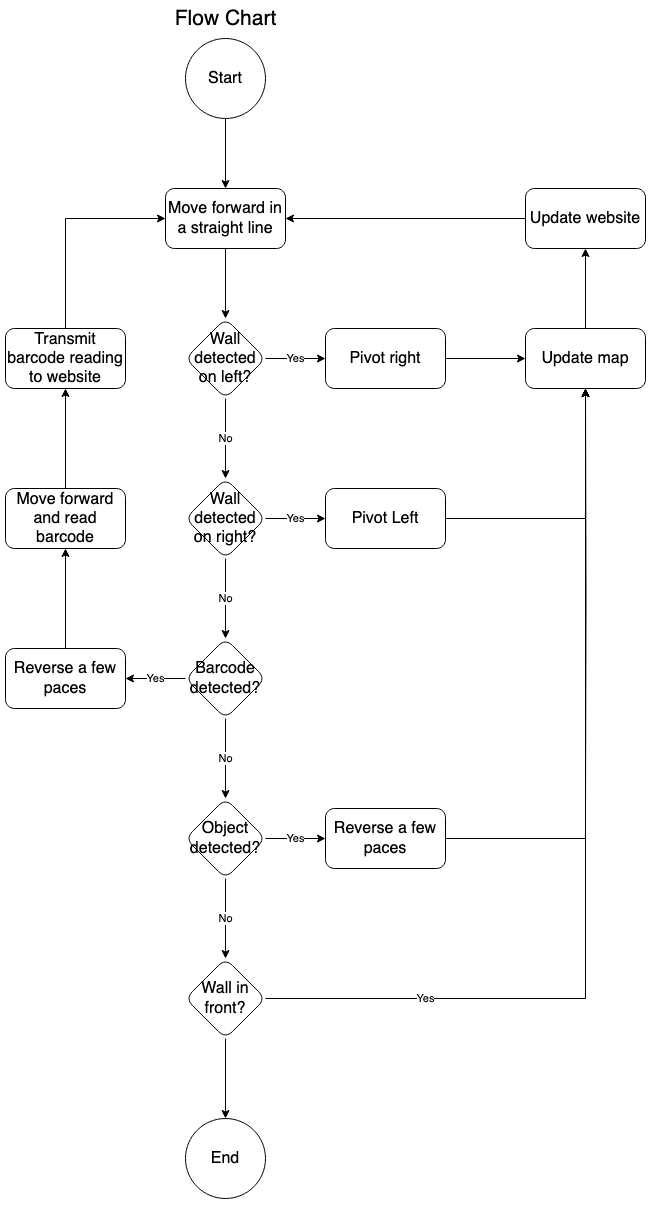 Flow Chart
Start
Move forward in
a straight line
Update website
Transmit
barcode reading
to website
Wall
detected
on left?
Yes
Pivot right
Update map
No
Move forward
and read
barcode
Wall
detected
on right?
Yes
Pivot Left
No
Reverse a few
paces
Yes
Barcode
detected?
No
Object
detected?
Yes
Reverse a few
paces
No
Wall in
front?
Yes
End